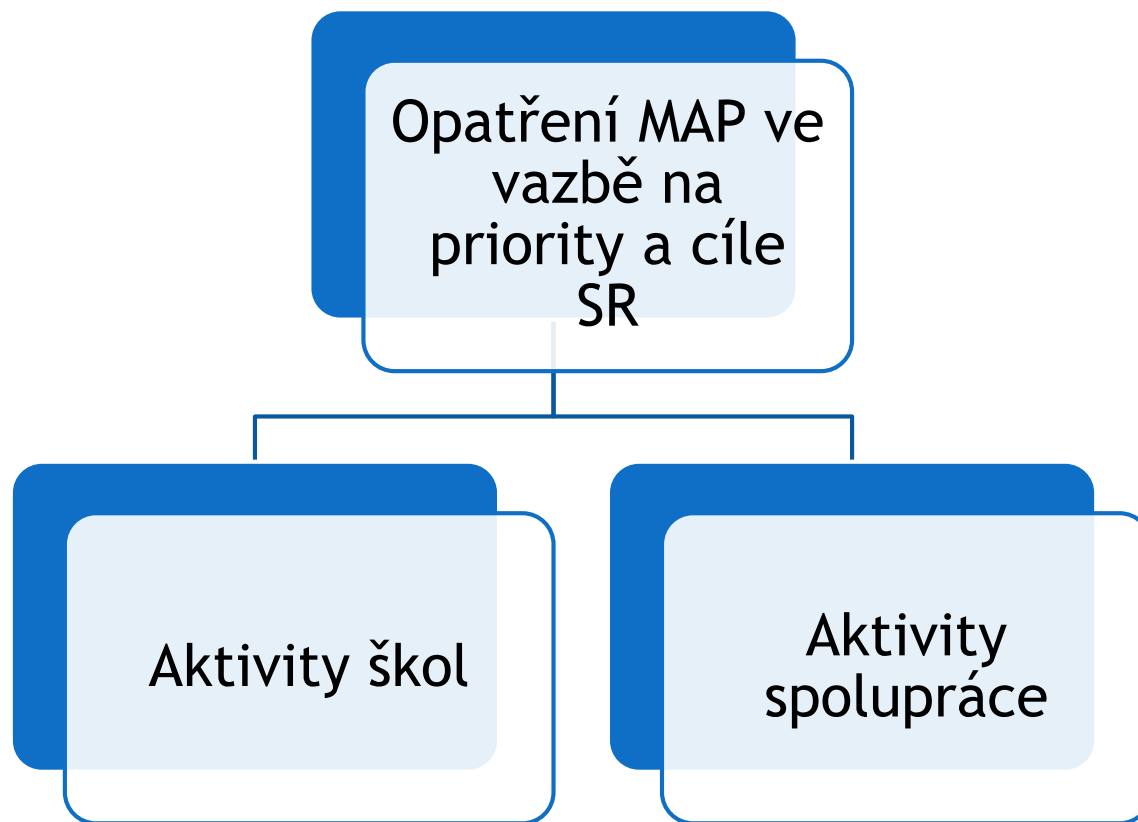 Opatření MAP ve
vazbě na
priority a cíle
SR
Aktivity škol
Aktivity
spolupráce